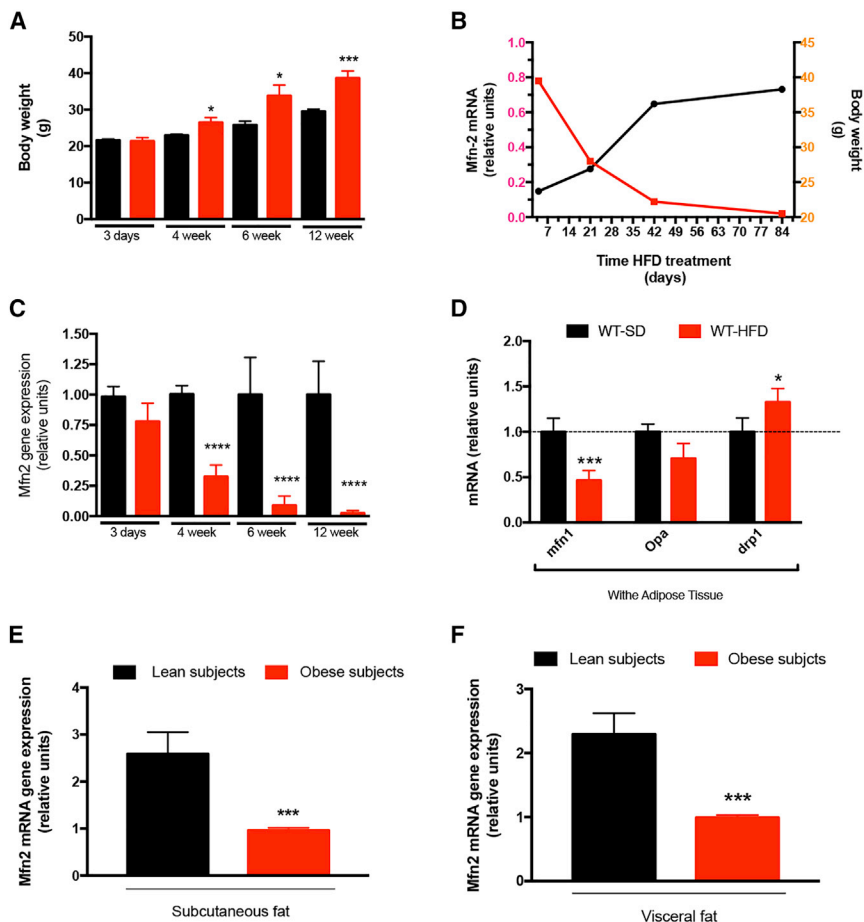 A
Body weight
(g)
50
40
30
20
10
0
*
*
***
3 days
4 week
6 week
12 week
B
Mfn-2 mRNA
(relative units)
1.0
0.8
0.6
0.4
0.2
0.0
45
40
35
30
25
20
Body weight
(g)
7 14 21 28 35 42 49 56 63 70 77 84
Time HFD treatment
(days)
C
Mfn2 gene expression
(relative units)
1.50
1.25
1.00
0.75
0.50
0.25
0.00
****
****
****
3 days
4 week
6 week
12 week
D
WT-SD
WT-HFD
mRNA (relative units)
2.0
1.5
1.0
0.5
0.0
***
*
mfn1
Opa
drp1
Withe Adipose Tissue
E
Lean subjects
Obese subjects
Mfn2 mRNA gene expression
(relative units)
4
3
2
1
0
***
Subcutaneous fat
F
Lean subjects
Obese subjcts
Mfn2 mRNA gene expression
(relative units)
3
2
1
0
***
Visceral fat